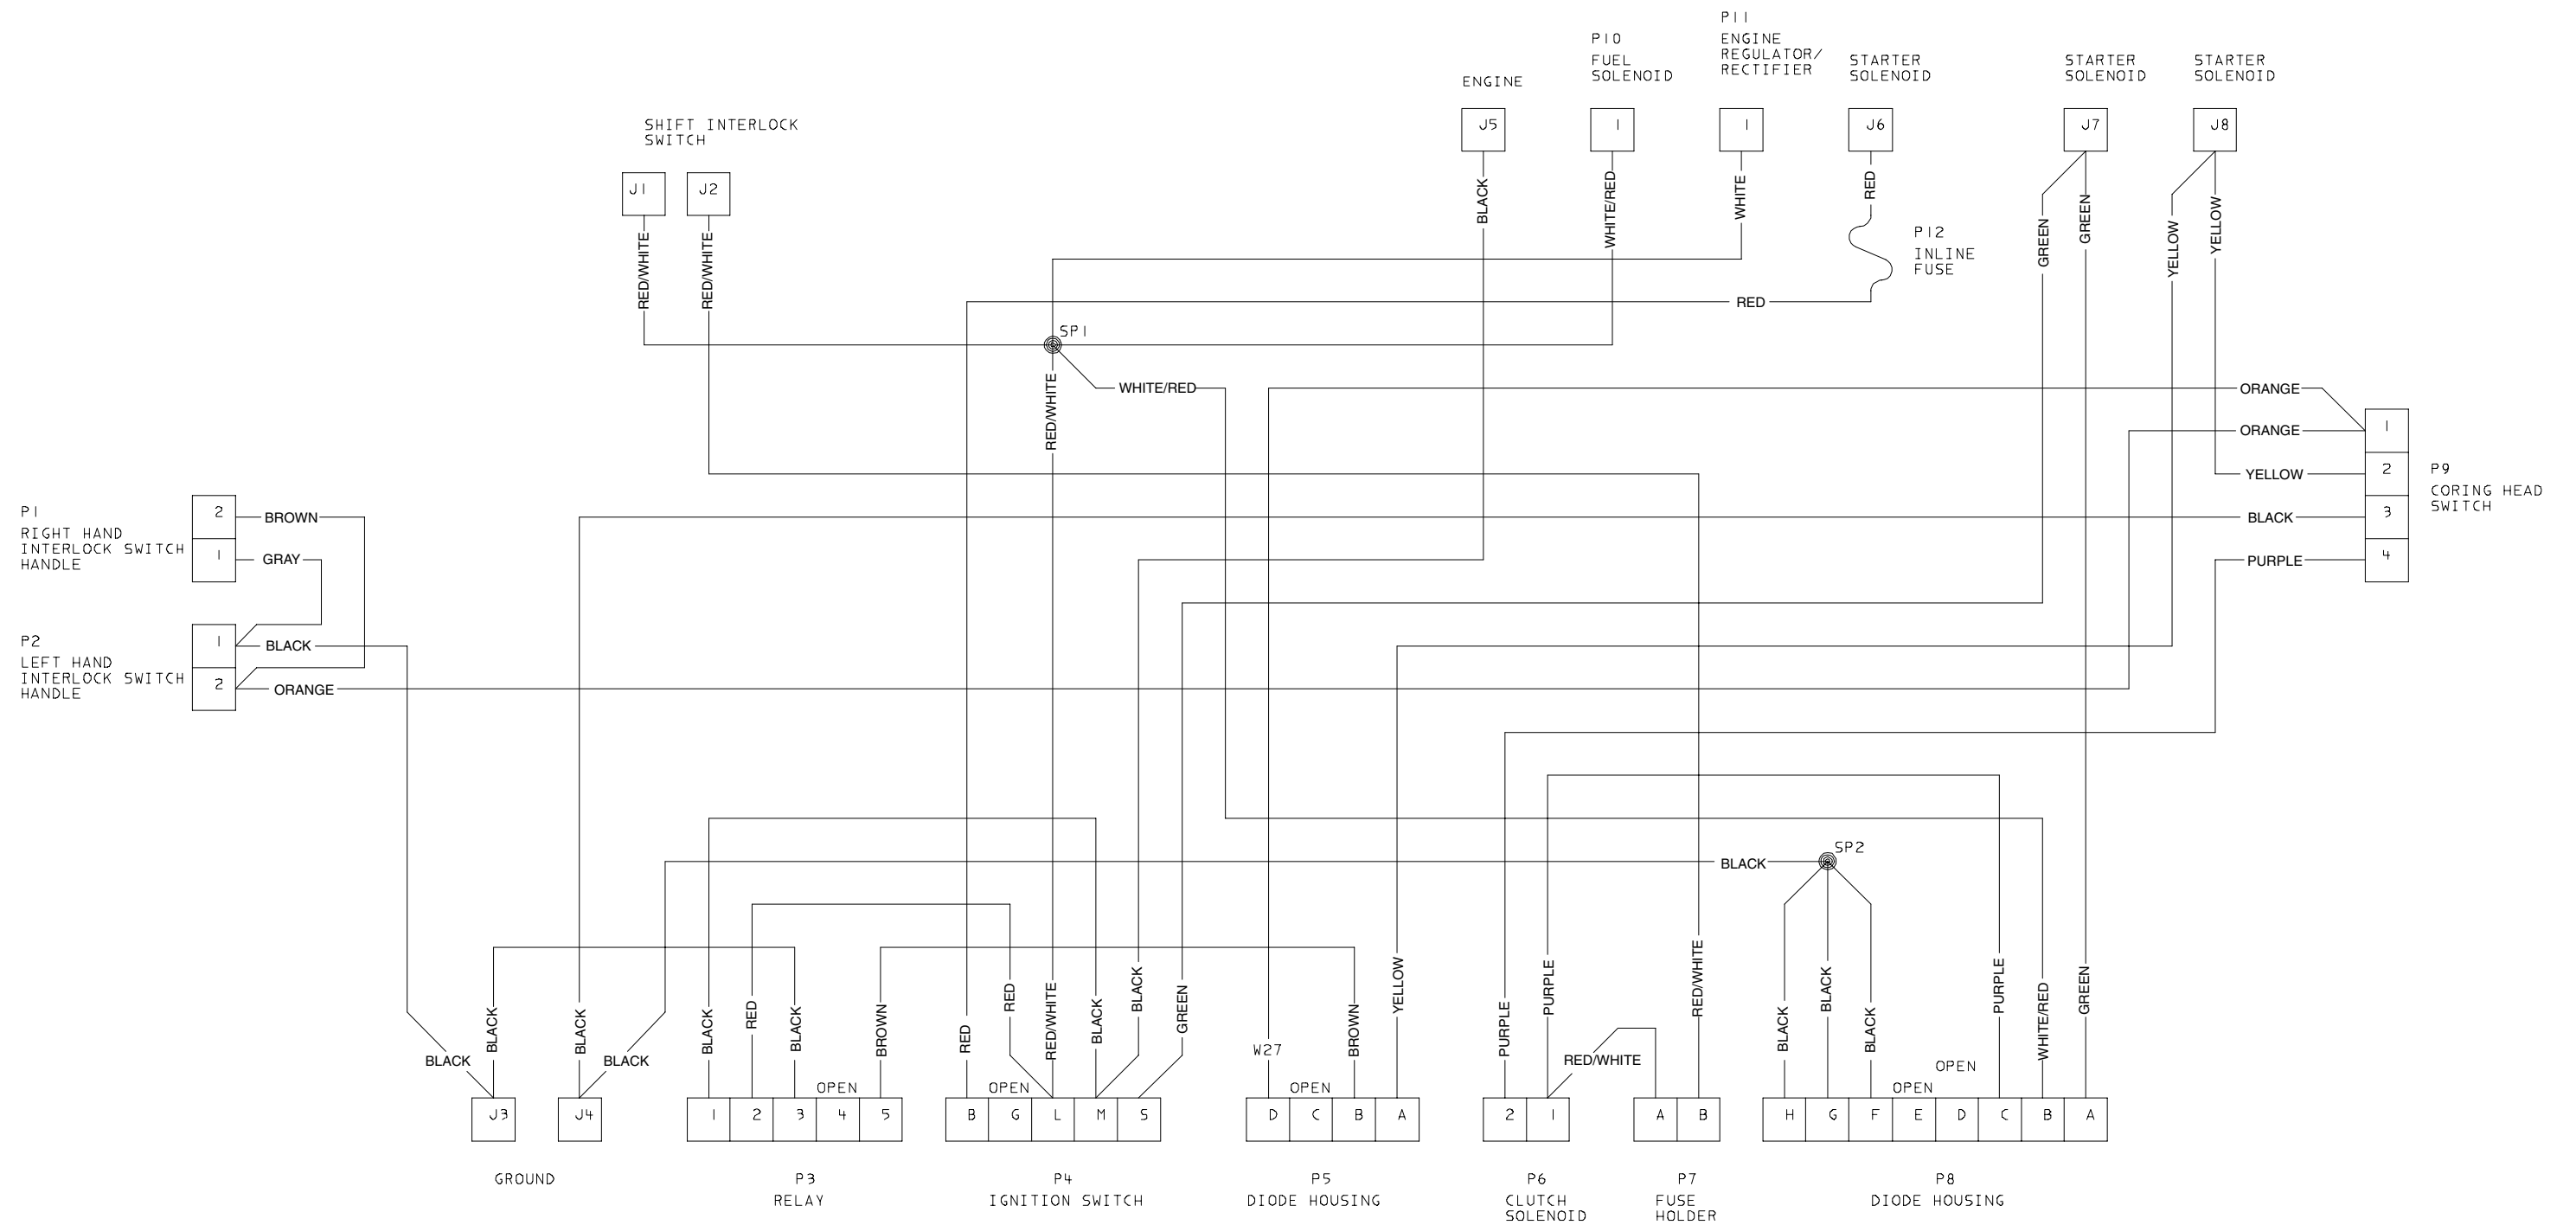 P11
P10
ENGINE
REGULATOR/
RECTIFIER
FUEL
SOLENOID
STARTER
SOLENOID
STARTER
SOLENOID
STARTER
SOLENOID
ENGINE
SHIFT INTERLOCK
SWITCH
J5
1
1
J6
J7
J8
J1
J2
BLACK
WHITE/RED
WHITE
RED
GREEN
GREEN
YELLOW
YELLOW
RED/WHITE
RED/WHITE
P12
INLINE
FUSE
RED
SP1
WHITE/RED
RED/WHITE
ORANGE
ORANGE
YELLOW
BLACK
PURPLE
1
2
3
4
P9
CORING HEAD
SWITCH
P1
RIGHT HAND
INTERLOCK SWITCH
HANDLE
2
1
BROWN
GRAY
P2
LEFT HAND
INTERLOCK SWITCH
HANDLE
1
2
BLACK
ORANGE
SP2
BLACK
BLACK
BLACK
BLACK
BLACK
BLACK
RED
BLACK
BROWN
RED
RED
RED/WHITE
BLACK
BLACK
GREEN
W27
BROWN
YELLOW
PURPLE
PURPLE
RED/WHITE
RED/WHITE
BLACK
BLACK
BLACK
PURPLE
WHITE/RED
GREEN
OPEN
OPEN
OPEN
OPEN
OPEN
J3
J4
1 2 3 4 5
B G L M S
D C B A
2 1
A B
H G F E D C B A
GROUND
P3
RELAY
P4
IGNITION SWITCH
P5
DIODE HOUSING
P6
CLUTCH
SOLENOID
P7
FUSE
HOLDER
P8
DIODE HOUSING